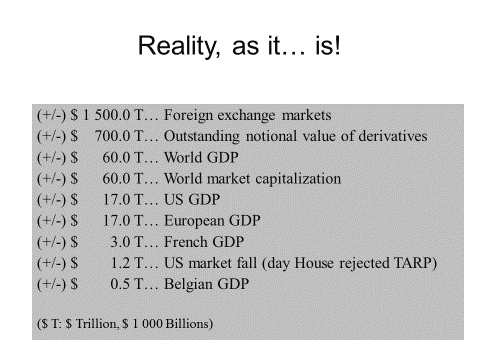 Reality, as it… is!
(+/-) $ 1 500.0 T… Foreign exchange markets
(+/-) $ 700.0 T… Outstanding notional value of derivatives
(+/-) $ 60.0 T… World GDP
(+/-) $ 60.0 T… World market capitalization
(+/-) $ 17.0 T… US GDP
(+/-) $ 17.0 T… European GDP
(+/-) $ 3.0 T… French GDP
(+/-) $ 1.2 T… US market fall (day House rejected TARP)
(+/-) $ 0.5 T… Belgian GDP
($ T: $ Trillion, $ 1 000 Billions)